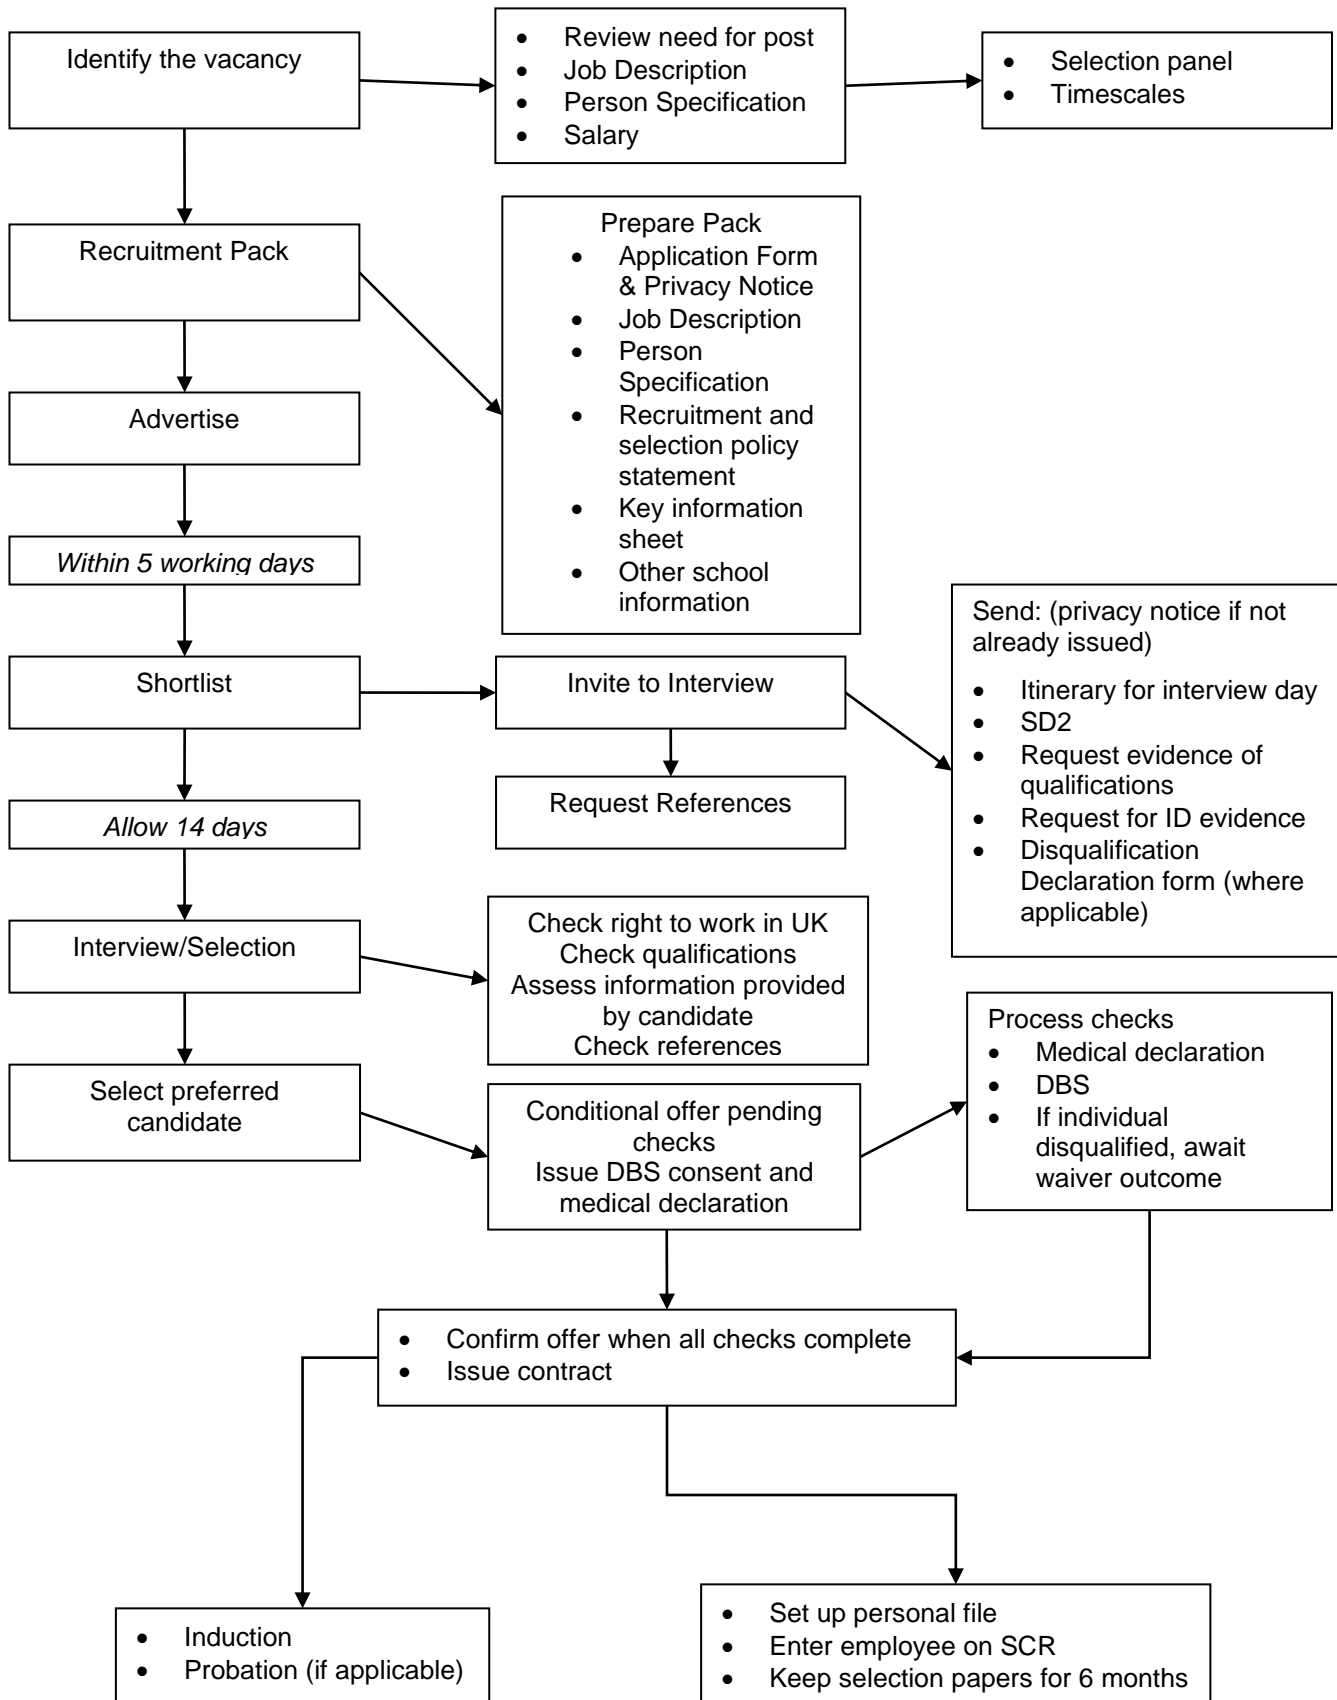 Identify the vacancy
• Review need for post
• Job Description
• Person Specification
• Salary
• Selection panel
• Timescales
Recruitment Pack
Prepare Pack
• Application Form
& Privacy Notice
• Job Description
• Person
Specification
• Recruitment and
selection policy
statement
• Key information
sheet
• Other school
information
Advertise
Within 5 working days
Shortlist
Invite to Interview
Request References
Send: (privacy notice if not
already issued)
• Itinerary for interview day
• SD2
• Request evidence of
qualifications
• Request for ID evidence
• Disqualification
Declaration form (where
applicable)
Allow 14 days
Interview/Selection
Check right to work in UK
Check qualifications
Assess information provided
by candidate
Check references
Select preferred
candidate
Conditional offer pending
checks
Issue DBS consent and
medical declaration
Process checks
• Medical declaration
• DBS
• If individual
disqualified, await
waiver outcome
• Confirm offer when all checks complete
• Issue contract
• Induction
• Probation (if applicable)
• Set up personal file
• Enter employee on SCR
• Keep selection papers for 6 months